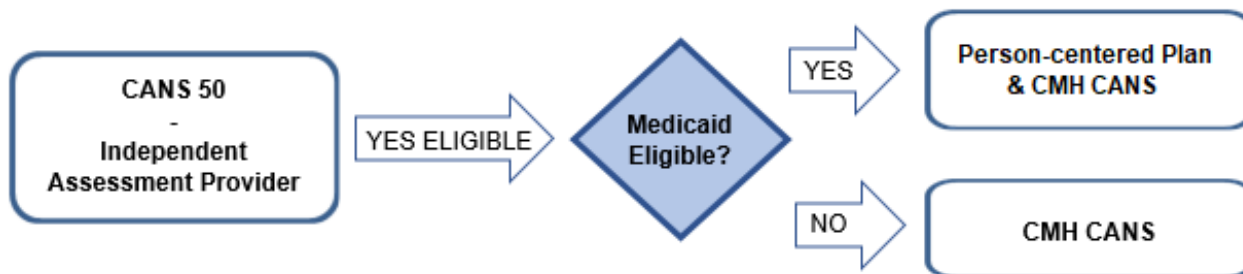 CANS 50
-
Independent
Assessment Provider
YES ELIGIBLE
Medicaid
Eligible?
YES
Person-centered Plan
& CMH CANS
NO
CMH CANS